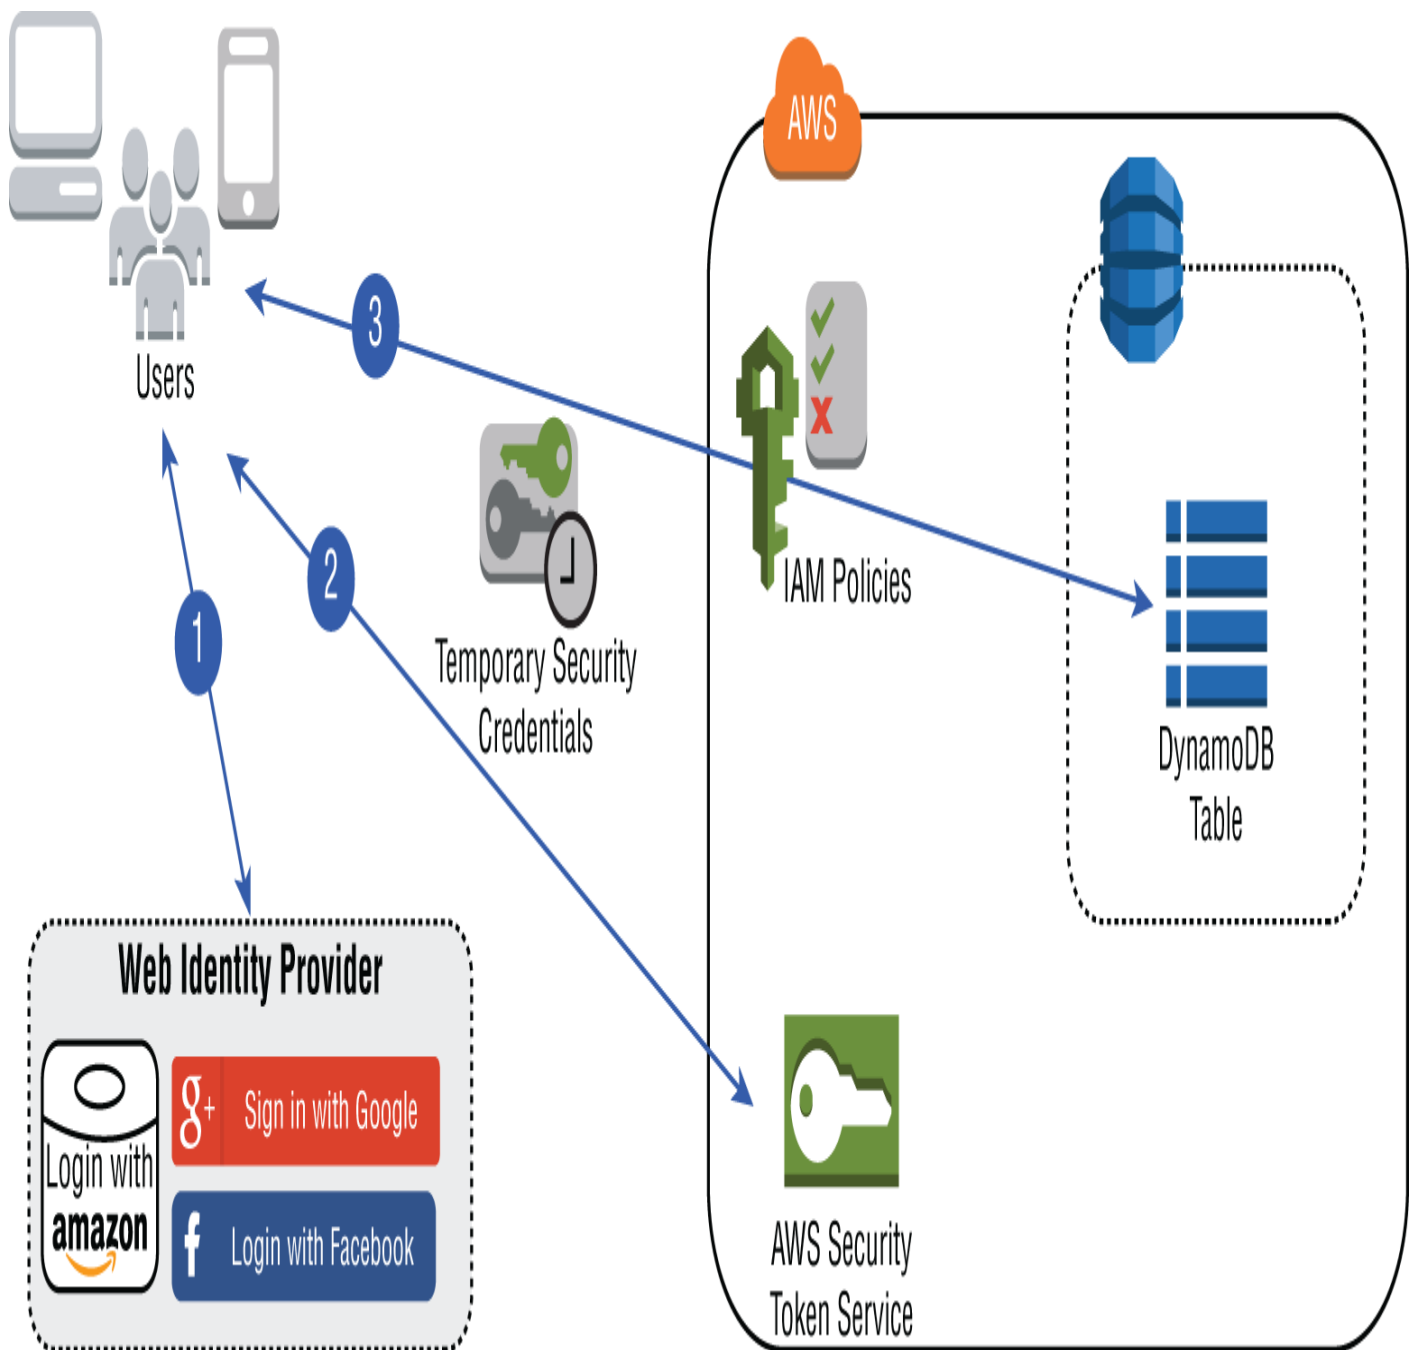 AWS
3
Users
2
IAM Policies
1
Temporary Security
Credentials
DynamoDB
Table
Web Identity Provider
g+
Sign in with Google
Login with
amazon
f
Login with Facebook
AWS Security
Token Service